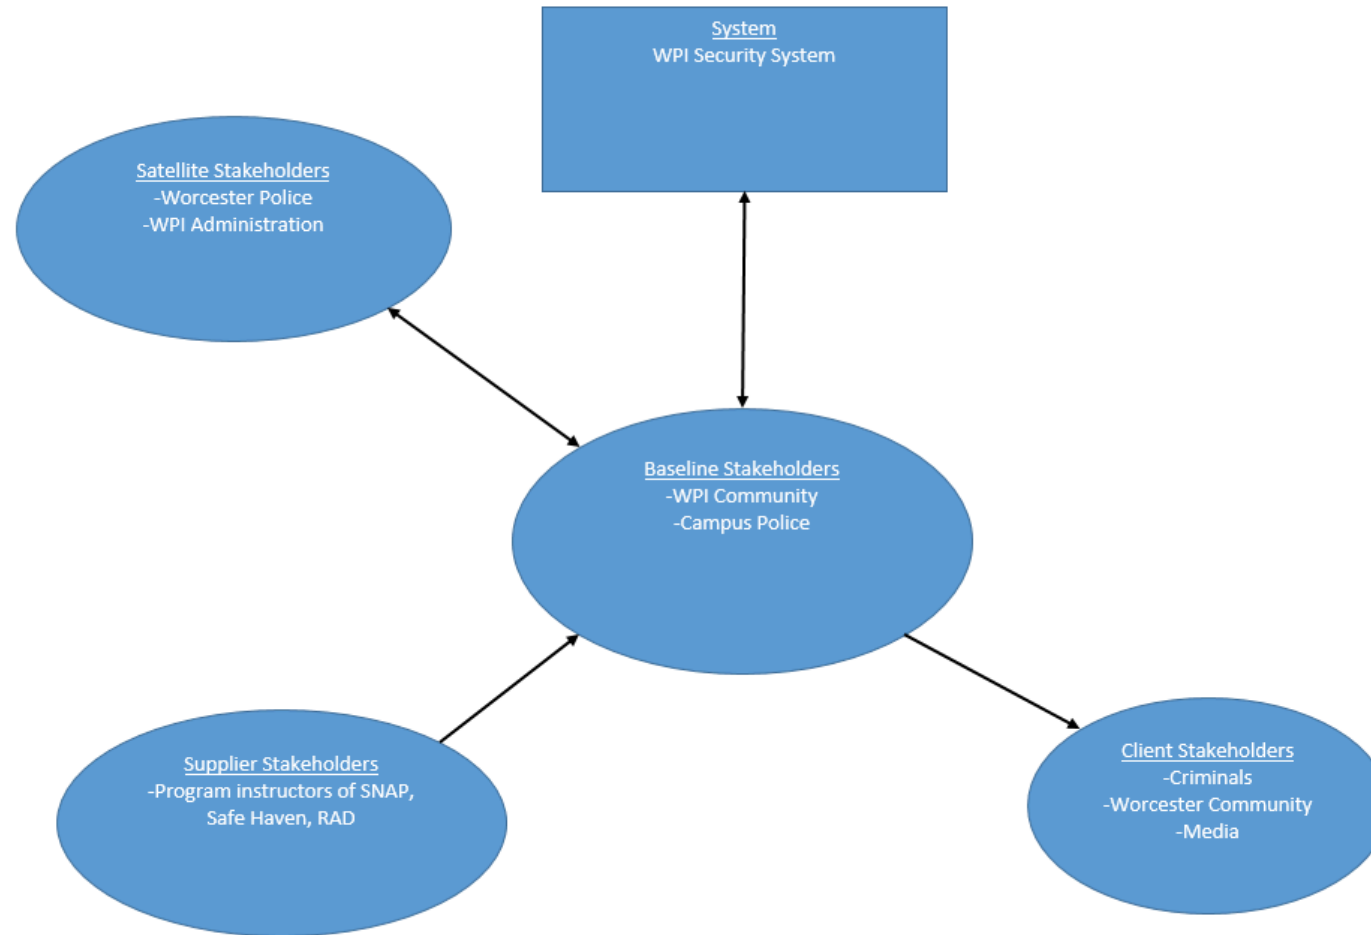 System
WPI Security System
Satellite Stakeholders
-Worcester Police
-WPI Administration
Baseline Stakeholders
-WPI Community
-Campus Police
Supplier Stakeholders
-Program instructors of SNAP,
Safe Haven, RAD
Client Stakeholders
-Criminals
-Worcester Community
-Media